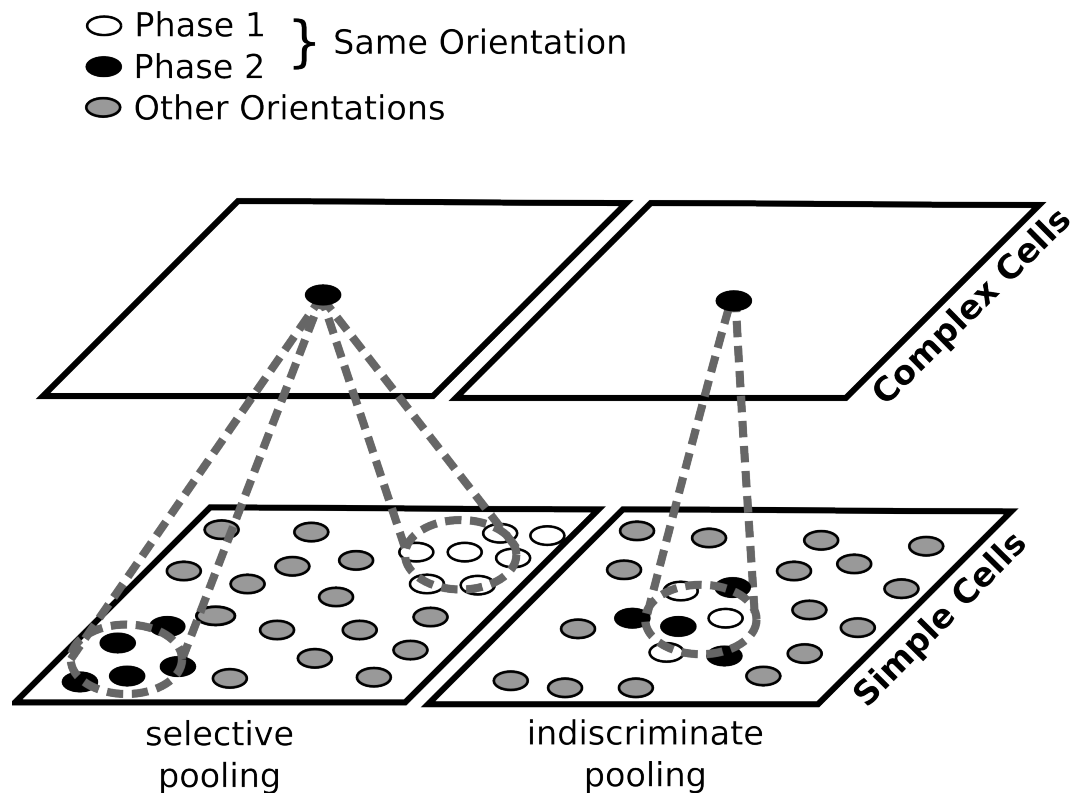 Phase 1
Phase 2
} Same Orientation
Other Orientations
Complex Cells
Simple Cells
selective
pooling
indiscriminate
pooling